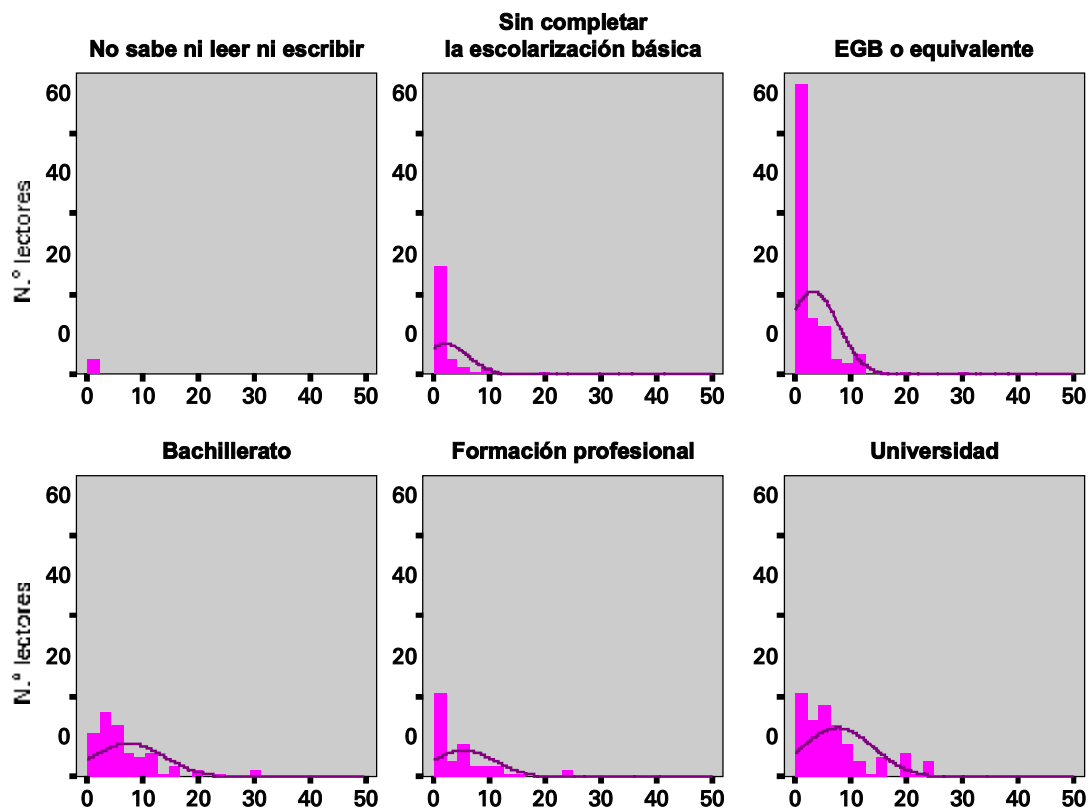 No sabe ni leer ni escribir
Sin completar
la escolarización básica
EGB o equivalente
N.º lectores
60
40
20
0
0 10 20 30 40 50
60
40
20
0
0 10 20 30 40 50
60
40
20
0
0 10 20 30 40 50
Bachillerato
Formación profesional
Universidad
N.º lectores
60
40
20
0
0 10 20 30 40 50
60
40
20
0
0 10 20 30 40 50
60
40
20
0
0 10 20 30 40 50